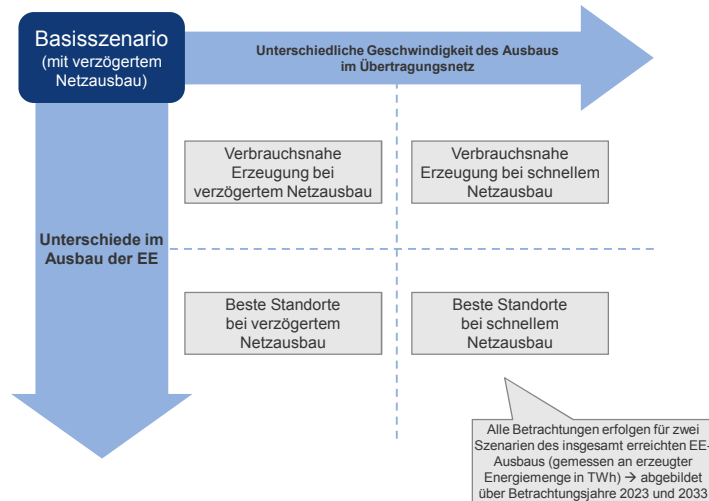 Basisszenario
(mit verzögertem
Netzausbau)
Unterschiedliche Geschwindigkeit des Ausbaus
im Übertragungsnetz
Verbrauchsnahe
Erzeugung bei
verzögertem Netzausbau
Verbrauchsnahe
Erzeugung bei schnellem
Netzausbau
Unterschiede im
Ausbau der EE
Beste Standorte
bei verzögertem
Netzausbau
Beste Standorte
bei schnellem
Netzausbau
Alle Betrachtungen erfolgen für zwei
Szenarien des insgesamt erreichten EE-
Ausbaus (gemessen an erzeugter
Energiemenge in TWh) → abgebildet
über Betrachtungsjahre 2023 und 2033